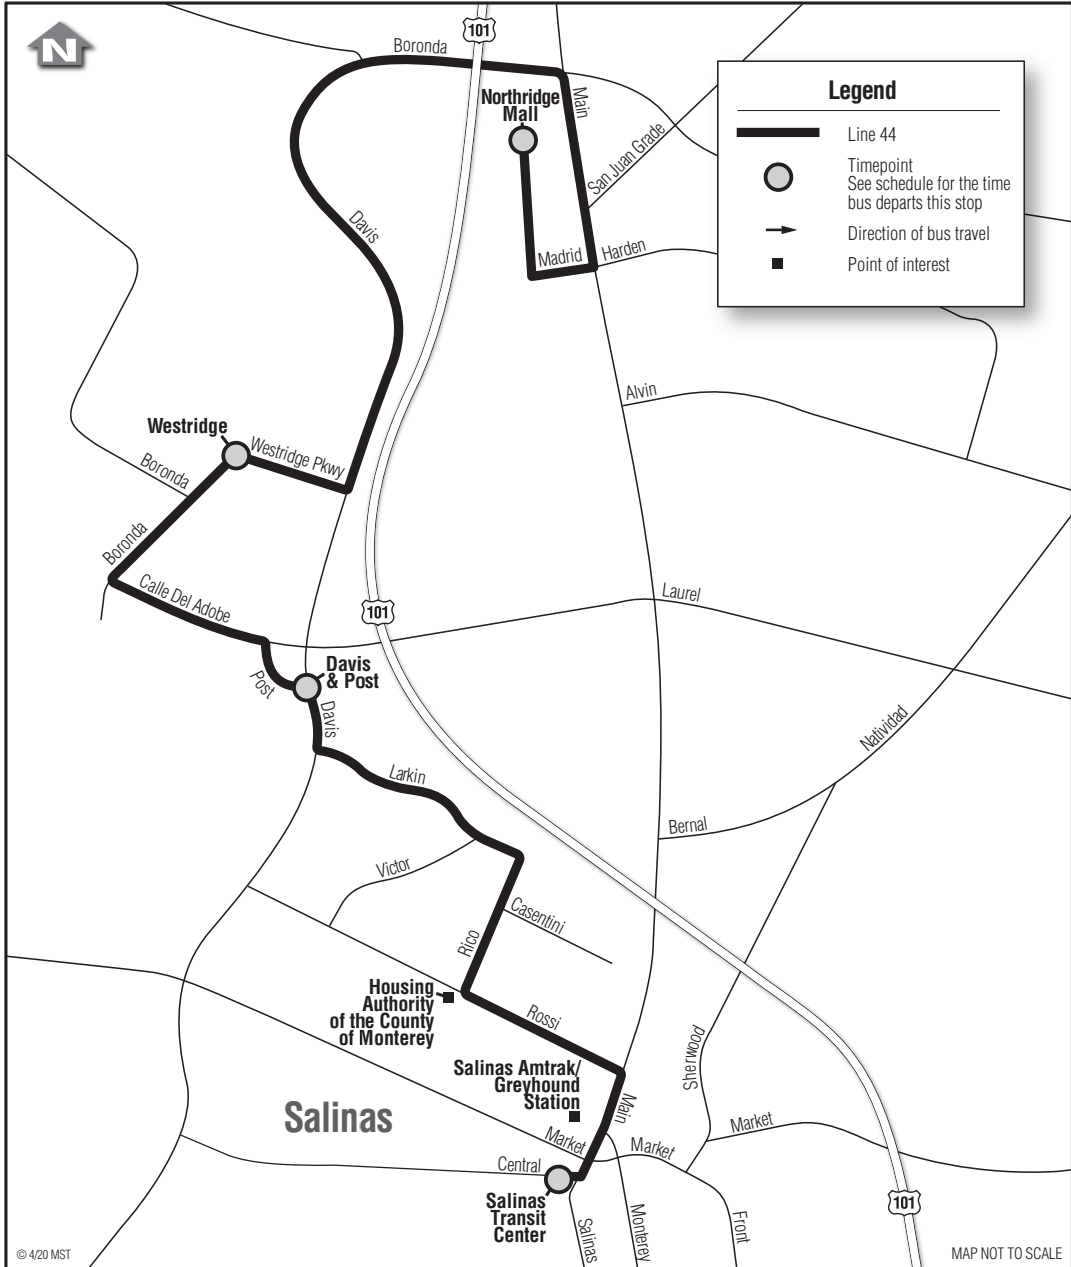 N
101
Boronda
Northridge
Mall
Main
San Juan Grade
Legend
Line 44
Timepoint
See schedule for the time
bus departs this stop
Direction of bus travel
Point of interest
Davis
Madrid
Harden
Alvin
Westridge
Westridge Pkwy
Boronda
Boronda
Calle Del Adobe
101
Laurel
Post
Davis
& Post
Davis
Larkin
Natividad
Bernal
Victor
Casentini
Rico
Housing
Authority
of the County
of Monterey
Rossi
Salinas Amtrak/
Greyhound
Station
Main
Sherwood
Salinas
Market
Market
Market
Central
Salinas
Transit
Center
Salinas
Monterey
Front
101
© 4/20 MST
MAP NOT TO SCALE